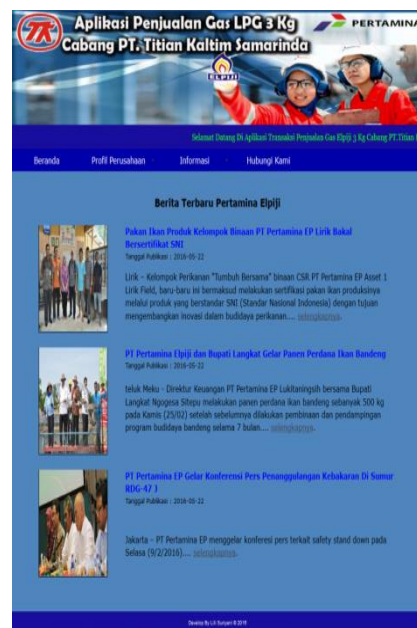 TK
Aplikasi Penjualan Gas LPG 3 Kg
Cabang PT. Titian Kaltim Samarinda
PERTAMINA
ELPIJI
Selamat Datang Di Aplikasi Transaksi Penjualan Gas Elpiji 3 Kg Cabang PT.Titian
Beranda Profil Perusahaan Informasi Hubungi Kami
Berita Terbaru Pertamina Elpiji
Pakan Ikan Produk Kelompok Binaan PT Pertamina EP Lirik Bakal
Bersertifikat SNI
Tanggal Publikasi : 2016-05-22
Lirik - Kelompok Perikanan "Tumbuh Bersama" binaan CSR PT Pertamina EP Asset 1
Lirik Field, baru-baru ini bermaksud melakukan sertifikasi pakan ikan produksinya
melalui produk yang berstandar SNI (Standar Nasional Indonesia) dengan tujuan
mengembangkan inovasi dalam budidaya perikanan.... selengkapnya.
PT Pertamina Elpiji dan Bupati Langkat Gelar Panen Perdana Ikan Bandeng
Tanggal Publikasi : 2016-05-22
teluk Meku - Direktur Keuangan PT Pertamina EP Lukitaningsih bersama Bupati
Langkat Ngogesa Sitepu melakukan panen perdana ikan bandeng sebanyak 500 kg
pada Kamis (25/02) setelah sebelumnya dilakukan pembinaan dan pendampingan
program budidaya bandeng selama 7 bulan.... selengkapnya.
PT Pertamina EP Gelar Konferensi Pers Penanggulangan Kebakaran Di Sumur
RDG-47 J
Tanggal Publikasi : 2016-05-22
Jakarta - PT Pertamina EP menggelar konferesi pers terkait safety stand down pada
Selasa (9/2/2016).... selengkapnya.